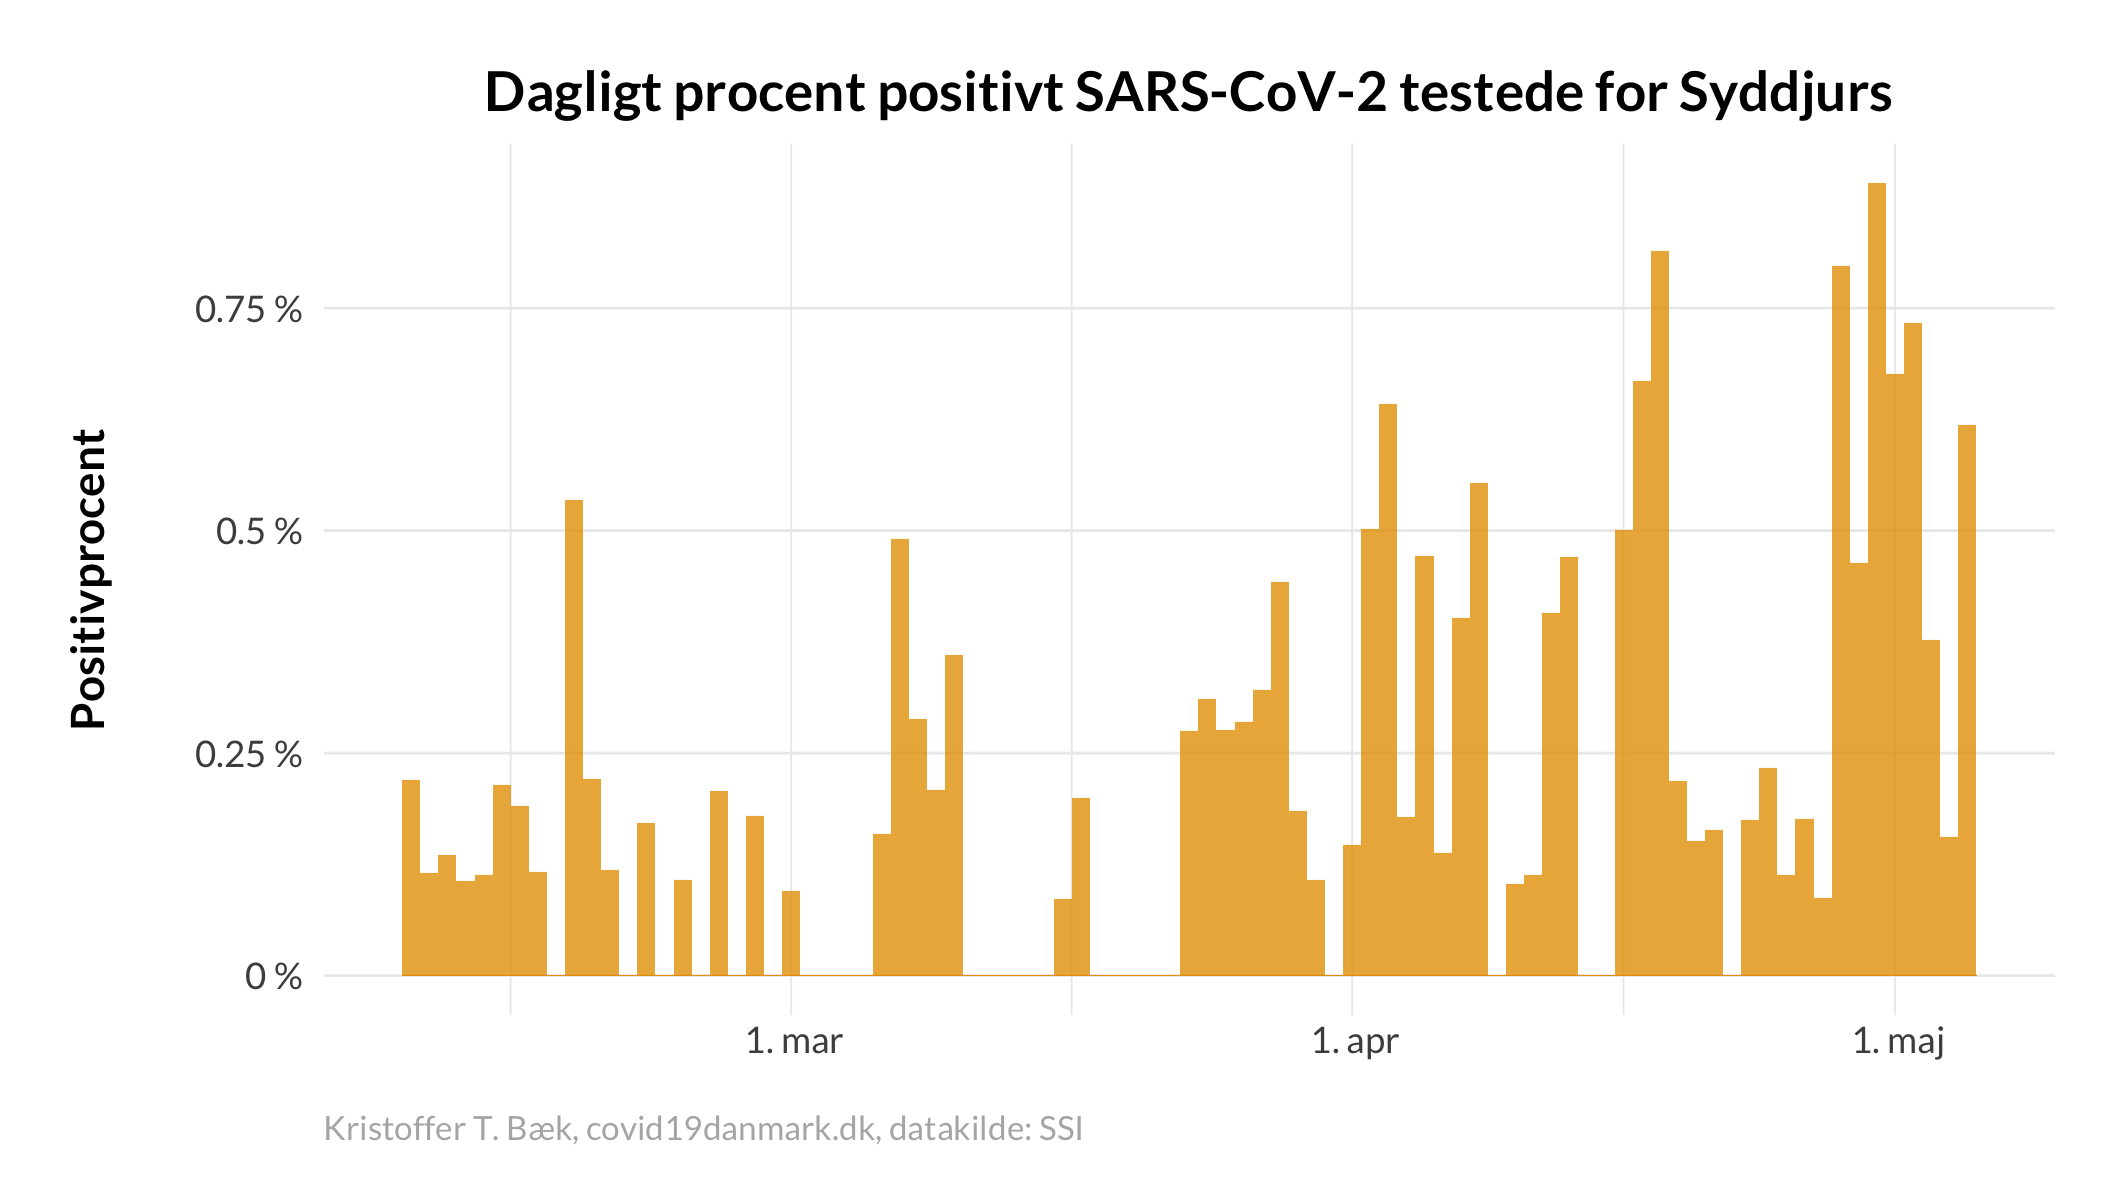 Dagligt procent positivt SARS-CoV-2 testede for Syddjurs
Positivprocent
0.75 %
0.5 %
0.25 %
0 %
1. mar
1. apr
1. maj
Kristoffer T. Bæk, covid19danmark.dk, datakilde: SSI